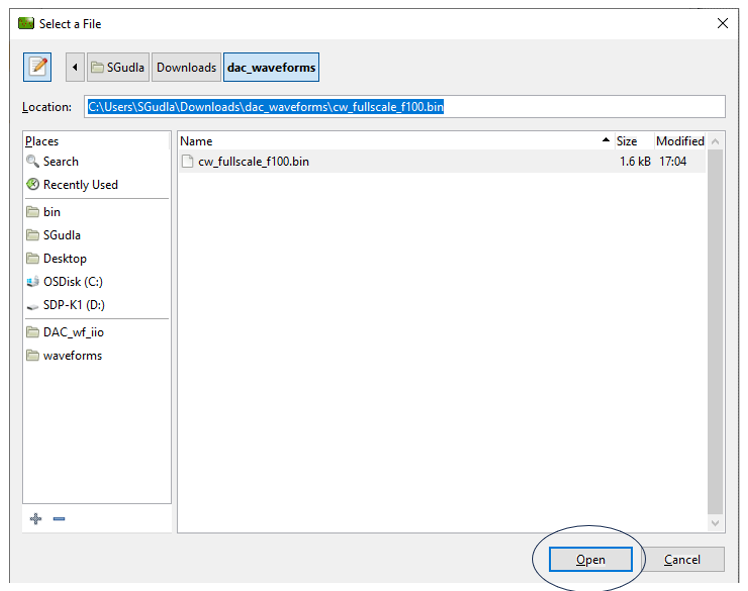 Select a File
SGudla Downloads dac_waveforms
Location: C:\Users\SGudla\Downloads\dac_waveforms\cw_fullscale_f100.bin
Places
Search
Recently Used
bin
SGudla
Desktop
OSDisk (C:)
SDP-K1 (D:)
DAC_wf_iio
waveforms
Name Size Modified
cw_fullscale_f100.bin 1.6 kB 17:04
Open Cancel